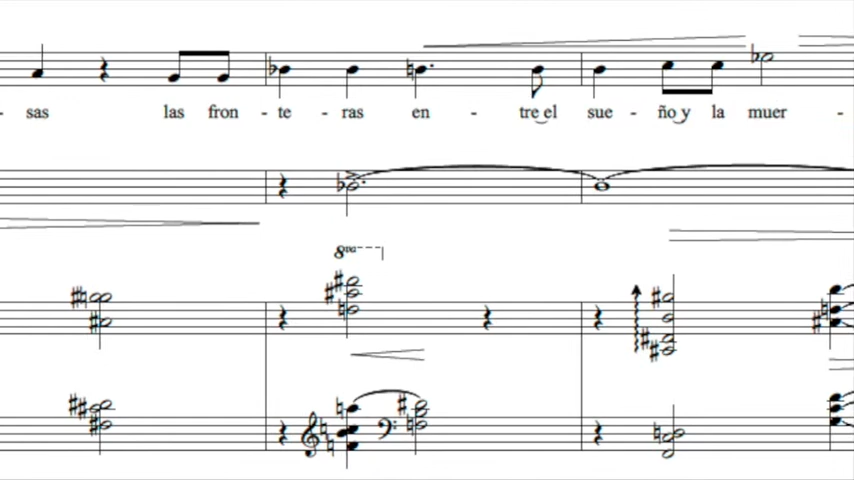 - sas las fron - te - ras en - tre el sue - ño y la muer -
8va